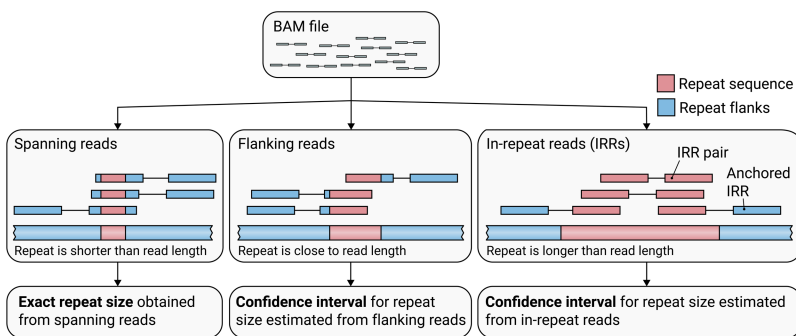 BAM file
Repeat sequence
Repeat flanks
Spanning reads
Repeat is shorter than read length
Flanking reads
Repeat is close to read length
In-repeat reads (IRRs)
IRR pair
Anchored
IRR
Repeat is longer than read length
Exact repeat size obtained
from spanning reads
Confidence interval for repeat
size estimated from flanking reads
Confidence interval for repeat size estimated
from in-repeat reads